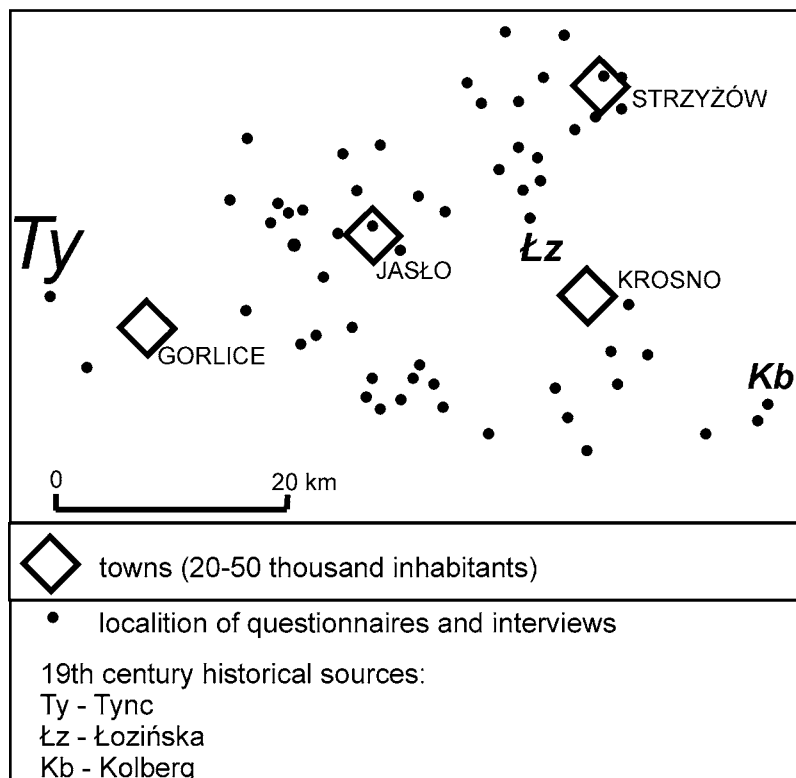 STRZYŻÓW
Ty
Łz
JASŁO
KROSNO
GORLICE
Kb
0 20 km
towns (20-50 thousand inhabitants)
localition of questionnaires and interviews
19th century historical sources:
Ty - Tync
Łz - Łozińska
Kb - Kolberg